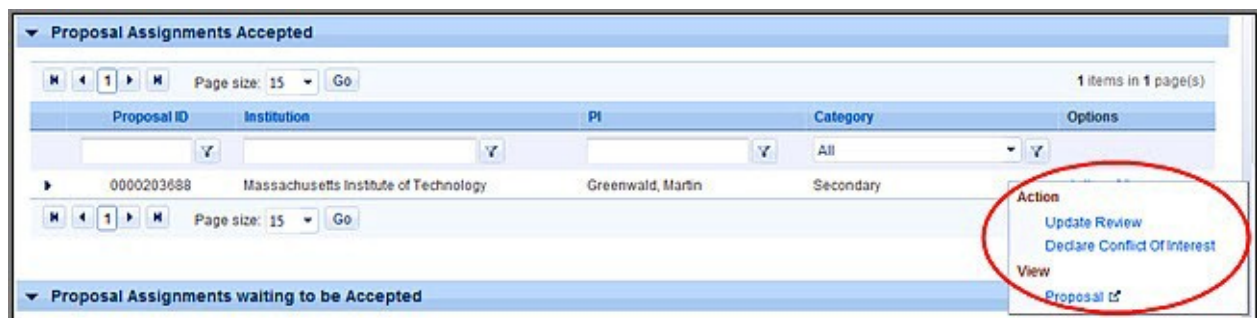 Proposal Assignments Accepted
1 Page size: 15 Go 1 items in 1 page(s)
Proposal ID Institution PI Category Options
All
0000203688 Massachusetts Institute of Technology Greenwald, Martin Secondary
Action
1 Page size: 15 Go
Update Review
Declare Conflict Of Interest
View
Proposal Assignments waiting to be Accepted
Proposal